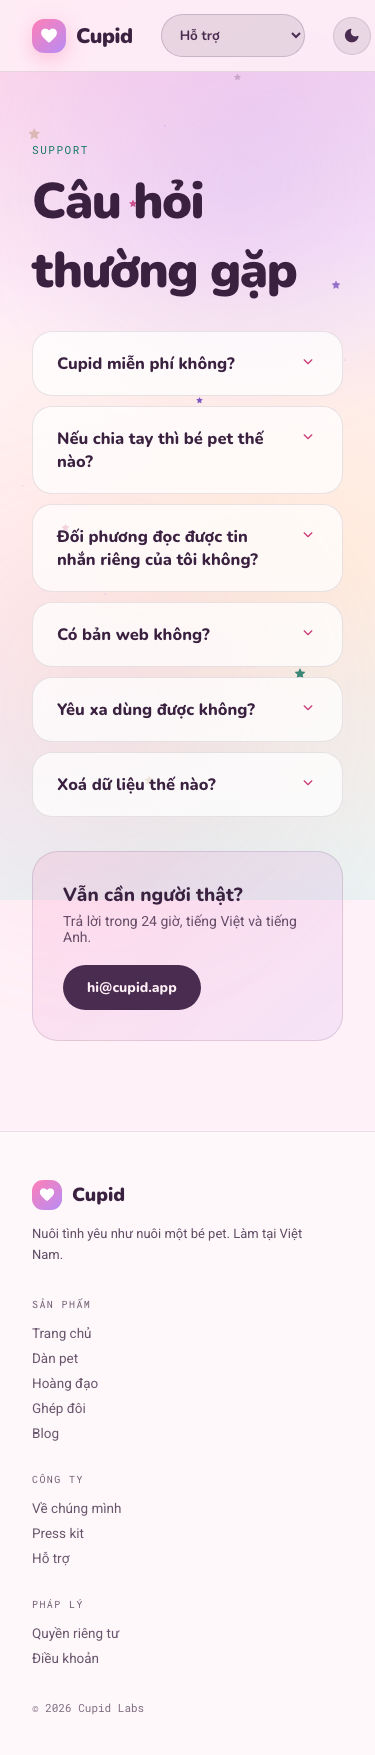 Cupid
Hỗ trợ
SUPPORT
Câu hỏi
thường gặp
Cupid miễn phí không?
Nếu chia tay thì bé pet thế
nào?
Đối phương đọc được tin
nhắn riêng của tôi không?
Có bản web không?
Yêu xa dùng được không?
Xoá dữ liệu thế nào?
Vẫn cần người thật?
Trả lời trong 24 giờ, tiếng Việt và tiếng
Anh.
hi@cupid.app
Cupid
Nuôi tình yêu như nuôi một bé pet. Làm tại Việt
Nam.
SẢN PHẨM
Trang chủ
Dàn pet
Hoàng đạo
Ghép đôi
Blog
CÔNG TY
Về chúng mình
Press kit
Hỗ trợ
PHÁP LÝ
Quyền riêng tư
Điều khoản
© 2026 Cupid Labs